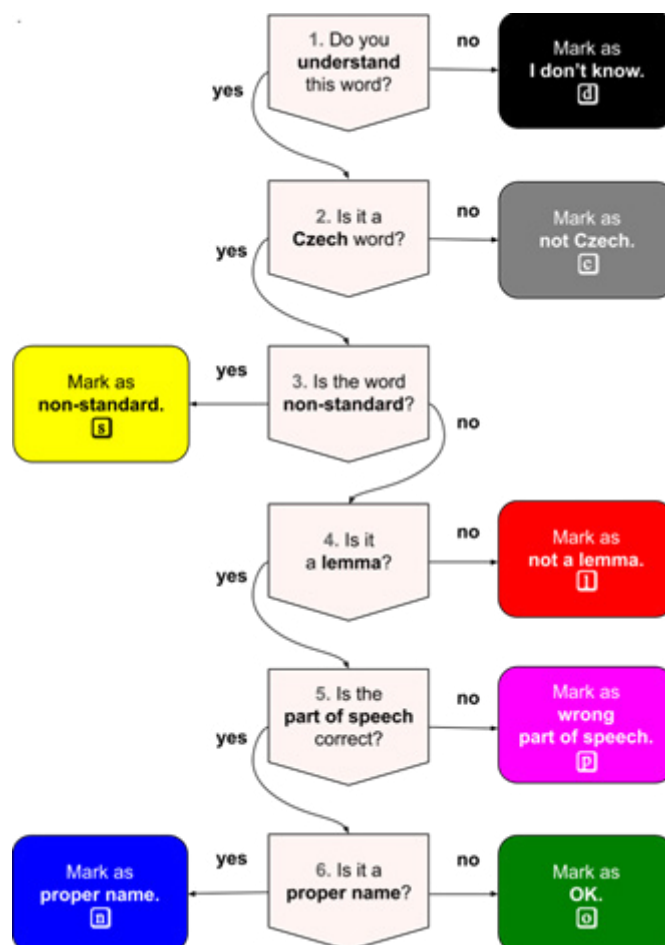 1. Do you
understand
this word?
no
Mark as
I don't know.
d
yes
2. Is it a
Czech word?
no
Mark as
not Czech.
c
yes
3. Is the word
non-standard?
yes
Mark as
non-standard.
s
no
4. Is it
a lemma?
no
Mark as
not a lemma.
l
yes
5. Is the
part of speech
correct?
no
Mark as
wrong
part of speech.
p
yes
6. Is it a
proper name?
yes
Mark as
proper name.
n
no
Mark as
OK.
o